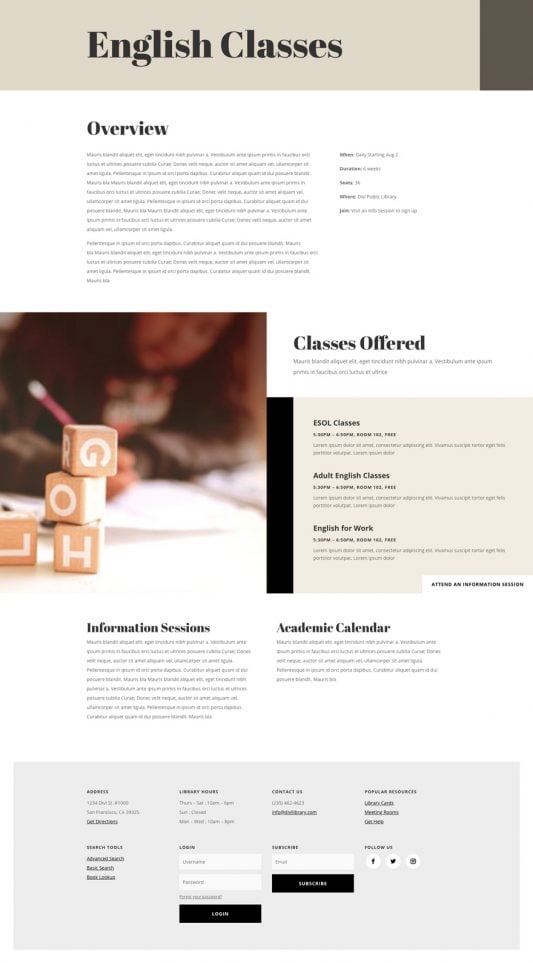 English Classes
Overview
Mauris blandit aliquet elit, eget tincidunt nibh pulvinar a. Vestibulum ante ipsum primis in faucibus orci
luctus et ultrices posuere cubilia Curae; Donec velit neque, auctor sit amet aliquam vel, ullamcorper sit
amet ligula. Pellentesque in ipsum id orci porta dapibus. Curabitur aliquet quam id dui posuere blandit.
Mauris bla Mauris blandit aliquet elit, eget tincidunt nibh pulvinar a. Vestibulum ante ipsum primis in
faucibus orci luctus et ultrices posuere cubilia Curae; Donec velit neque, auctor sit amet aliquam vel,
ullamcorper sit amet ligula. Pellentesque in ipsum id orci porta dapibus. Curabitur aliquet quam id dui posuere
blandit. Mauris bla Mauris blandit aliquet elit, eget tincidunt nibh pulvinar a. Vestibulum ante
ipsum primis in faucibus orci luctus et ultrices posuere cubilia Curae; Donec velit neque, auctor sit amet
aliquam vel, ullamcorper sit amet ligula.
Pellentesque in ipsum id orci porta dapibus. Curabitur aliquet quam id dui posuere blandit. Mauris
blandit aliquet elit, eget tincidunt nibh pulvinar a. Vestibulum ante ipsum primis in faucibus orci
luctus et ultrices posuere cubilia Curae; Donec velit neque, auctor sit amet aliquam vel, ullamcorper sit
amet ligula. Pellentesque in ipsum id orci porta dapibus. Curabitur aliquet quam id dui posuere blandit.
Mauris bla
When: Daily Starting Aug 2
Duration: 6 weeks
Seats: 36
Where: Divi Public Library
Join: Visit an Info Session to sign up
Classes Offered
Mauris blandit aliquet elit, eget tincidunt nibh pulvinar a. Vestibulum ante ipsum
primis in faucibus orci luctus et ultrice
G
O
L H
ESOL Classes
5:30PM – 6:50PM, ROOM 102, FREE
Lorem ipsum dolor sit amet, consectetur adipiscing elit. Vivamus suscipit tortor eget felis
porttitor volutpat. Lorem ipsum dolor
Adult English Classes
5:30PM – 6:50PM, ROOM 102, FREE
Lorem ipsum dolor sit amet, consectetur adipiscing elit. Vivamus suscipit tortor eget felis
porttitor volutpat. Lorem ipsum dolor
English for Work
5:30PM – 6:50PM, ROOM 102, FREE
Lorem ipsum dolor sit amet, consectetur adipiscing elit. Vivamus suscipit tortor eget felis
porttitor volutpat. Lorem ipsum dolor
ATTEND AN INFORMATION SESSION
Information Sessions
Mauris blandit aliquet elit, eget tincidunt nibh pulvinar a. Vestibulum ante
ipsum primis in faucibus orci luctus et ultrices posuere cubilia Curae; Donec
velit neque, auctor sit amet aliquam vel, ullamcorper sit amet ligula.
Pellentesque in ipsum id orci porta dapibus. Curabitur aliquet quam id dui
posuere blandit. Mauris bla Mauris blandit aliquet elit, eget tincidunt nibh
pulvinar a. Vestibulum ante ipsum primis in faucibus orci luctus et ultrices
posuere cubilia Curae; Donec velit neque, auctor sit amet aliquam vel,
ullamcorper sit amet ligula. Pellentesque in ipsum id orci porta dapibus.
Curabitur aliquet quam id dui posuere blandit. Mauris bla
Academic Calendar
Mauris blandit aliquet elit, eget tincidunt nibh pulvinar a. Vestibulum ante
ipsum primis in faucibus orci luctus et ultrices posuere cubilia Curae; Donec
velit neque, auctor sit amet aliquam vel, ullamcorper sit amet ligula.
Pellentesque in ipsum id orci porta dapibus. Curabitur aliquet quam id dui
posuere blandit. Mauris bla
ADDRESS
1234 Divi St. #1000
San Francisco, CA 39325
Get Directions
LIBRARY HOURS
Thurs – Sat : 10am – 6pm
Sun : Closed
Mon – Wed : 10am – 8pm
CONTACT US
(235) 462-4623
info@divilibrary.com
POPULAR RESOURCES
Library Cards
Meeting Rooms
Get Help
SEARCH TOOLS
Advanced Search
Basic Search
Book Lookup
LOGIN
Username
Password
Forgot your password?
LOGIN
SUBSCRIBE
Email
SUBSCRIBE
FOLLOW US